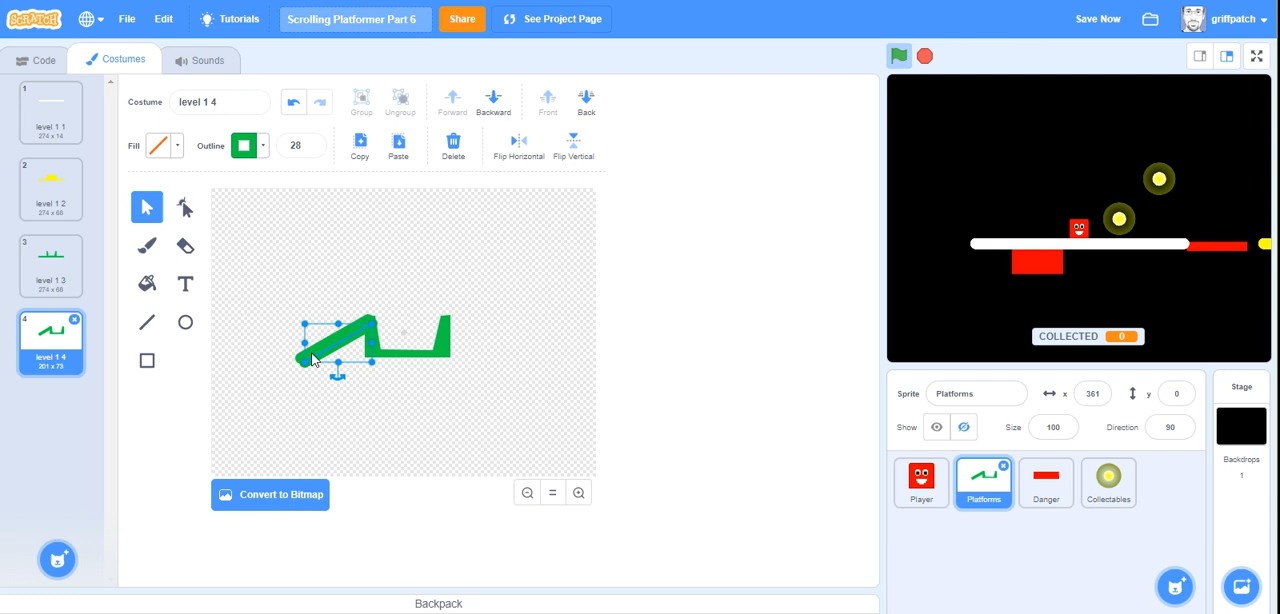 SCRATCH File Edit Tutorials Scrolling Platformer Part 6 Share See Project Page Save Now griffpatch
Code Costumes Sounds
1
level 1 1
274 x 14
2
level 1 2
274 x 68
3
level 1 3
274 x 68
4
level 1 4
201 x 73
Costume level 1 4 Group Ungroup Forward Backward Front Back
Fill Outline 28 Copy Paste Delete Flip Horizontal Flip Vertical
Convert to Bitmap
Backpack
COLLECTED 0
Sprite Platforms x 361 y 0
Show Size 100 Direction 90
Player Platforms Danger Collectables
Stage
Backdrops
1